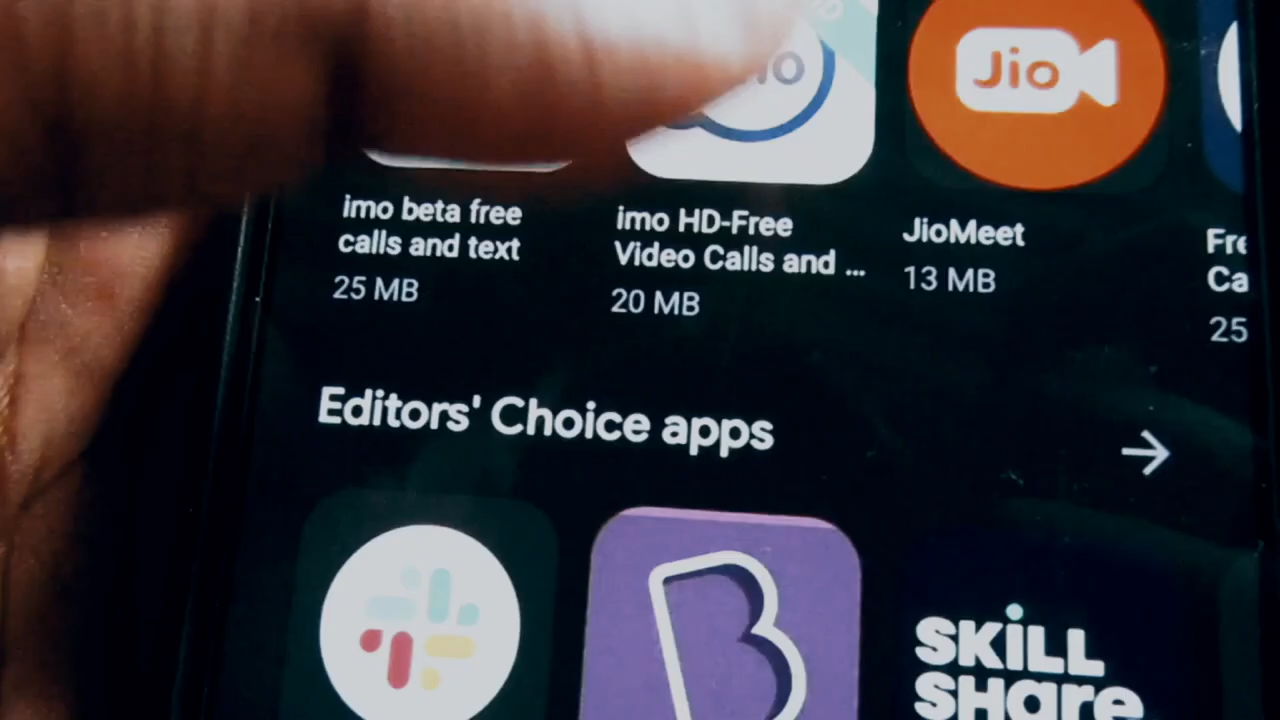 Jio
imo beta free
calls and text
25 MB
imo HD-Free
Video Calls and ...
20 MB
JioMeet
13 MB
25
Editors' Choice apps
B
SKiLL
SHare